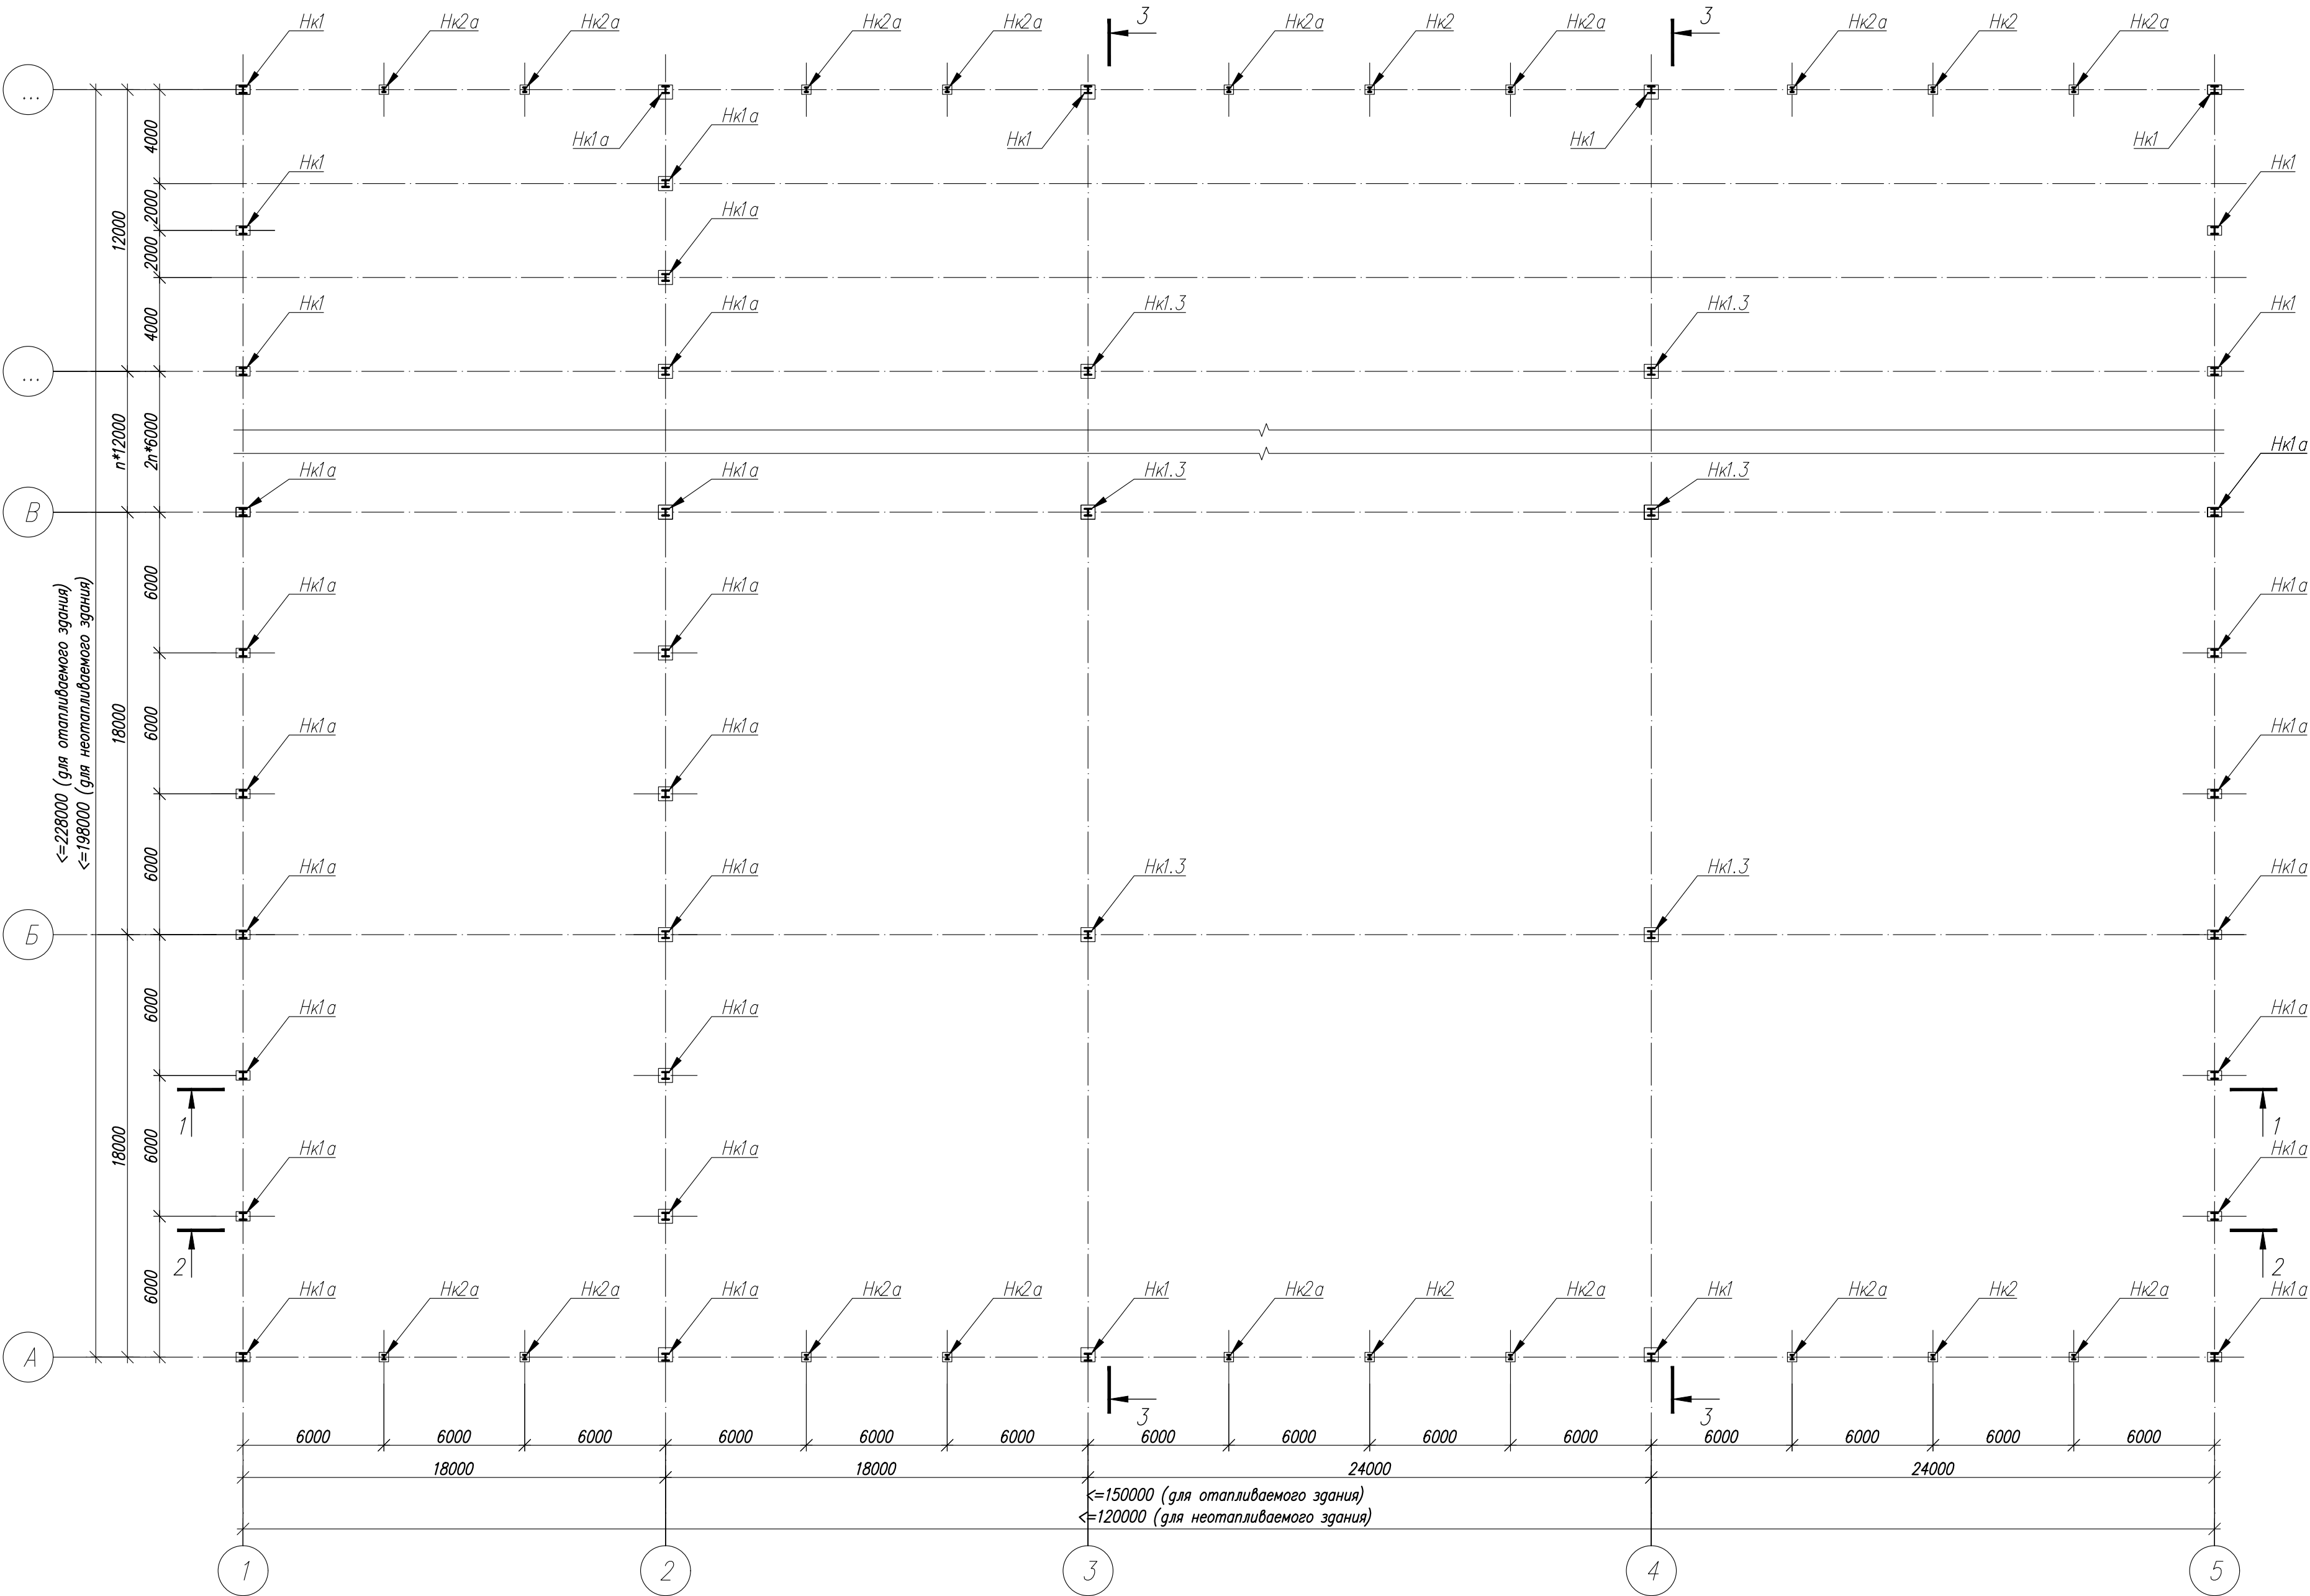 Нк1 Нк2а Нк2а Нк2а Нк2а 3 Нк2а Нк2 Нк2а 3 Нк2а Нк2 Нк2а
...
Нк1а Нк1а Нк1 Нк1 Нк1
4000
Нк1 Нк1
2000
Нк1а
12000
2000
Нк1 Нк1а Нк1.3 Нк1.3 Нк1
4000
...
n*12000 2n*6000
Нк1а Нк1а Нк1.3 Нк1.3 Нк1а
В
6000
Нк1а Нк1а Нк1а
<=228000 (для отапливаемого здания)
<=198000 (для неотапливаемого здания)
18000 6000
Нк1а Нк1а Нк1а
6000
Нк1а Нк1а Нк1.3 Нк1.3 Нк1а
Б
6000
Нк1а Нк1а Нк1а
1 1
18000 6000
Нк1а Нк1а Нк1а
2 2
6000
Нк1а Нк2а Нк2а Нк1а Нк2а Нк2а Нк1 Нк2а Нк2 Нк2а Нк1 Нк2а Нк2 Нк2а Нк1а
А
3 3
6000 6000 6000 6000 6000 6000 6000 6000 6000 6000 6000 6000 6000 6000
18000 18000 24000 24000
<=150000 (для отапливаемого здания)
<=120000 (для неотапливаемого здания)
1 2 3 4 5